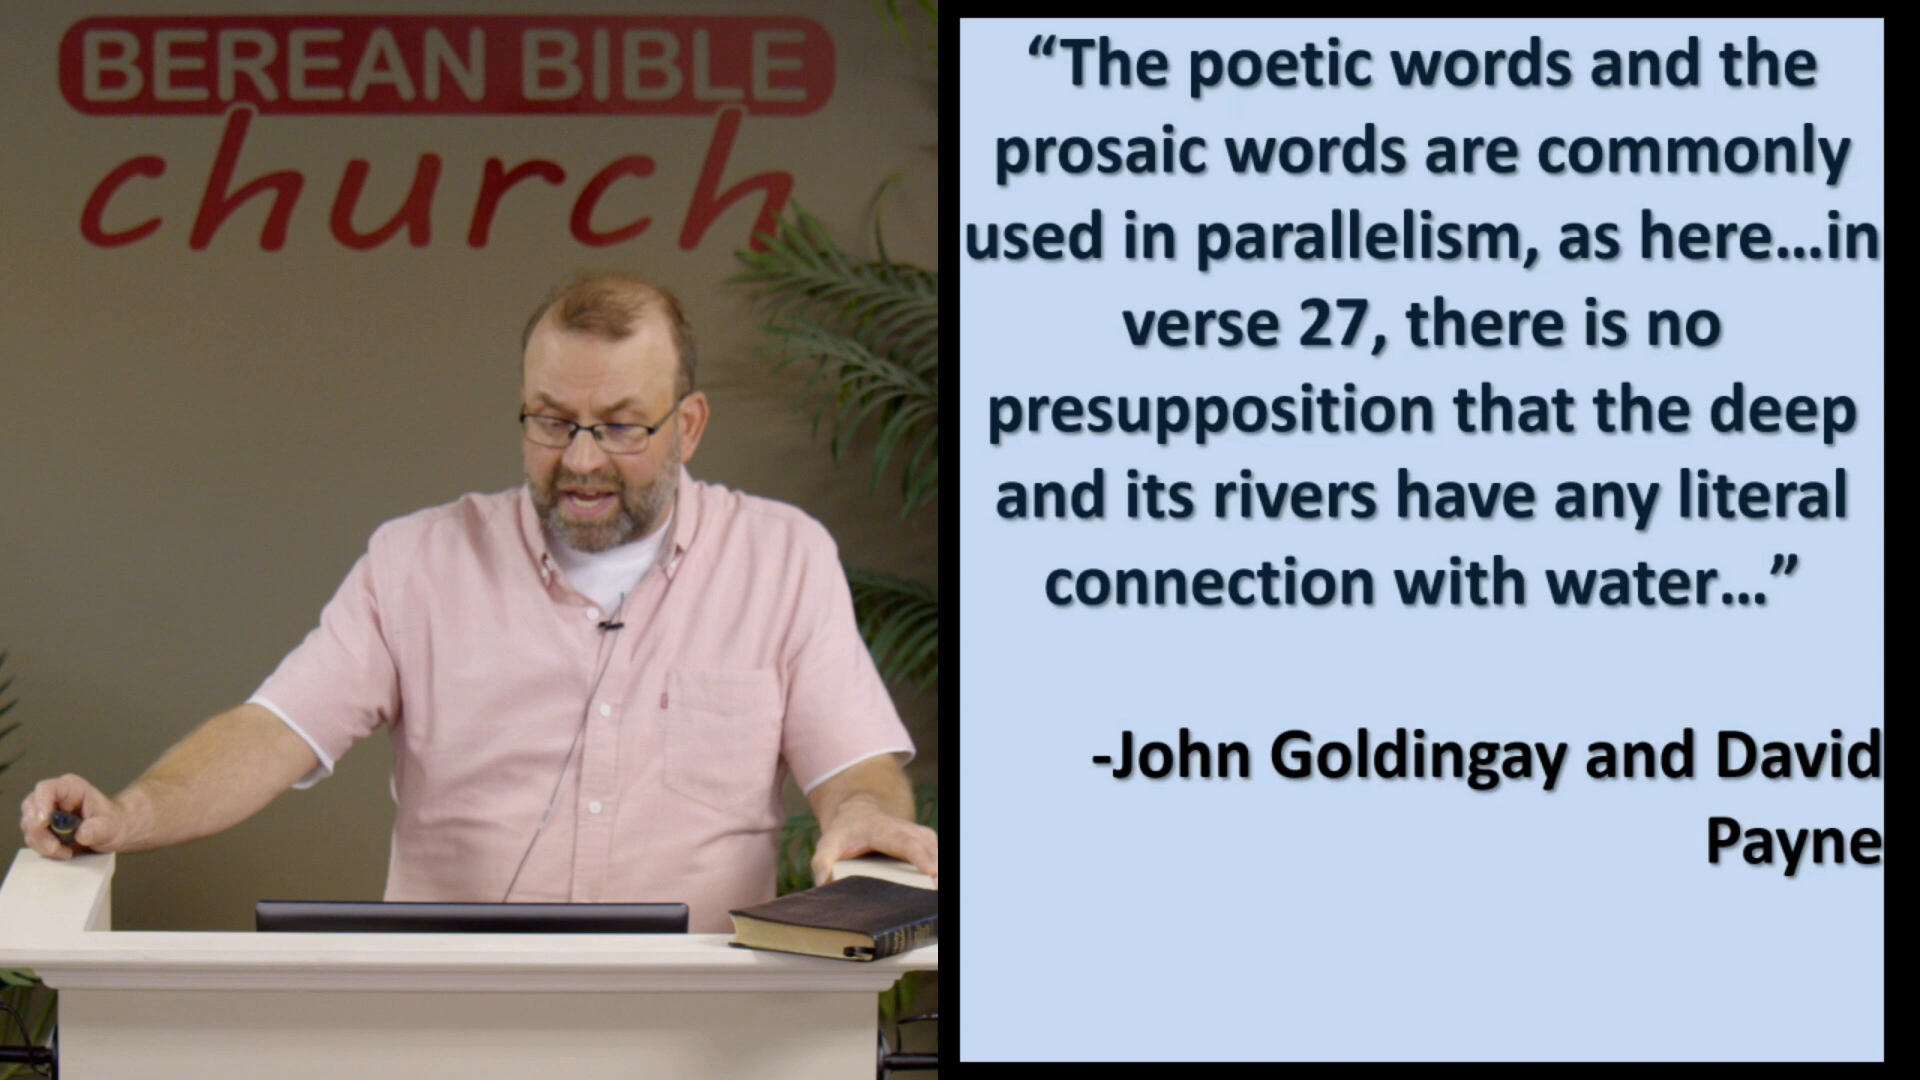 BEREAN BIBLE
church
“The poetic words and the
prosaic words are commonly
used in parallelism, as here...in
verse 27, there is no
presupposition that the deep
and its rivers have any literal
connection with water...”
-John Goldingay and David
Payne